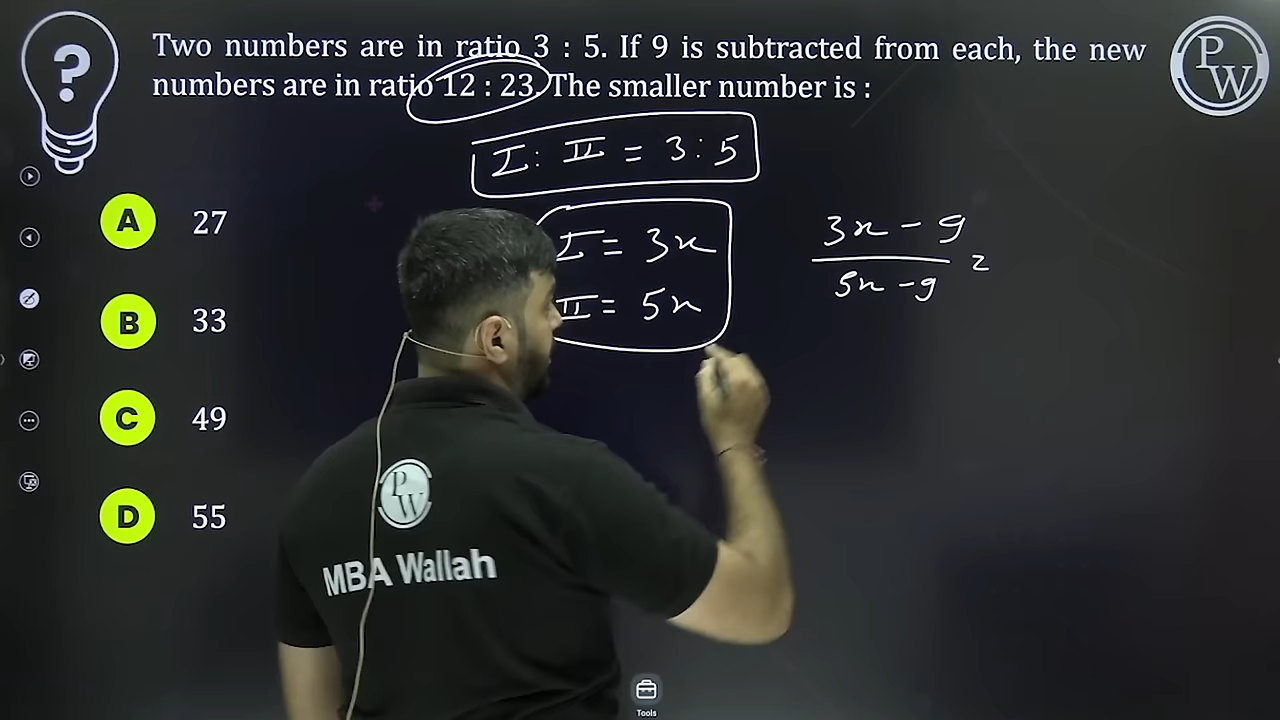 Two numbers are in ratio 3 : 5. If 9 is subtracted from each, the new
numbers are in ratio 12 : 23. The smaller number is :
P
W
I : II = 3 : 5
A 27
I = 3x
3x - 9
5x - 9
=
II = 5x
B 33
C 49
D 55
P
W
MBA Wallah
Tools